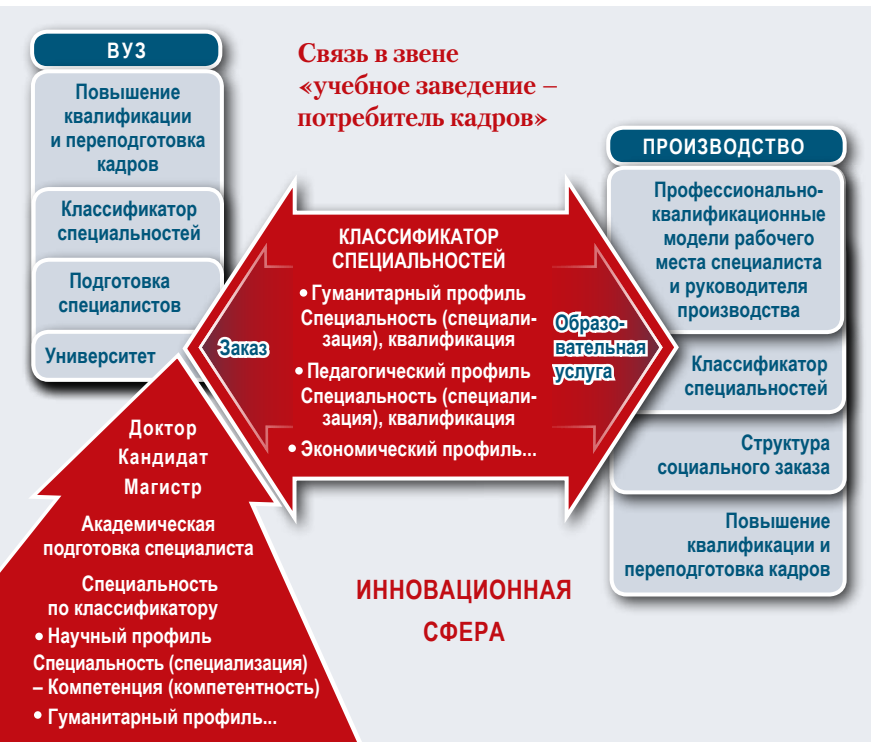 ВУЗ
Повышение
квалификации
и переподготовка
кадров
Классификатор
специальностей
Подготовка
специалистов
Университет
Связь в звене
«учебное заведение –
потребитель кадров»
ПРОИЗВОДСТВО
Профессионально-
квалификационные
модели рабочего
места специалиста
и руководителя
производства
Классификатор
специальностей
Структура
социального заказа
Повышение
квалификации и
переподготовка кадров
КЛАССИФИКАТОР
СПЕЦИАЛЬНОСТЕЙ
• Гуманитарный профиль
Специальность (специали-
зация), квалификация
• Педагогический профиль
Специальность (специали-
зация), квалификация
• Экономический профиль...
Заказ
Образо-
вательная
услуга
Доктор
Кандидат
Магистр
Академическая
подготовка специалиста
Специальность
по классификатору
• Научный профиль
Специальность (специализация)
– Компетенция (компетентность)
• Гуманитарный профиль...
ИННОВАЦИОННАЯ
СФЕРА